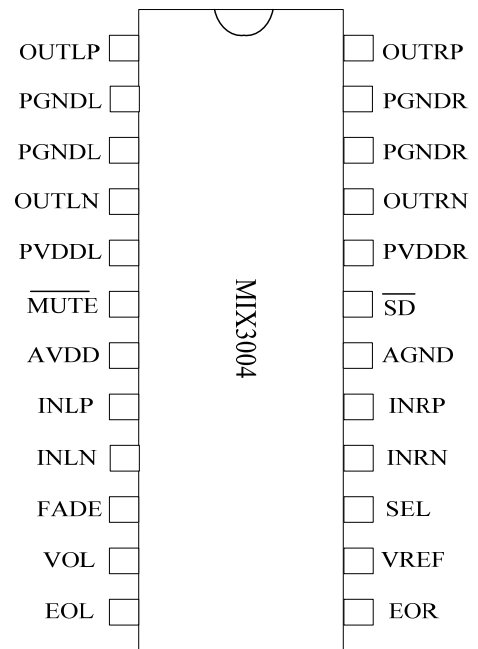 OUTLP OUTRP
PGNDL PGNDR
PGNDL PGNDR
OUTLN OUTRN
PVDDL PVDDR
MUTE SD
AVDD AGND
MIX3004
INLP INRP
INLN INRN
FADE SEL
VOL VREF
EOL EOR